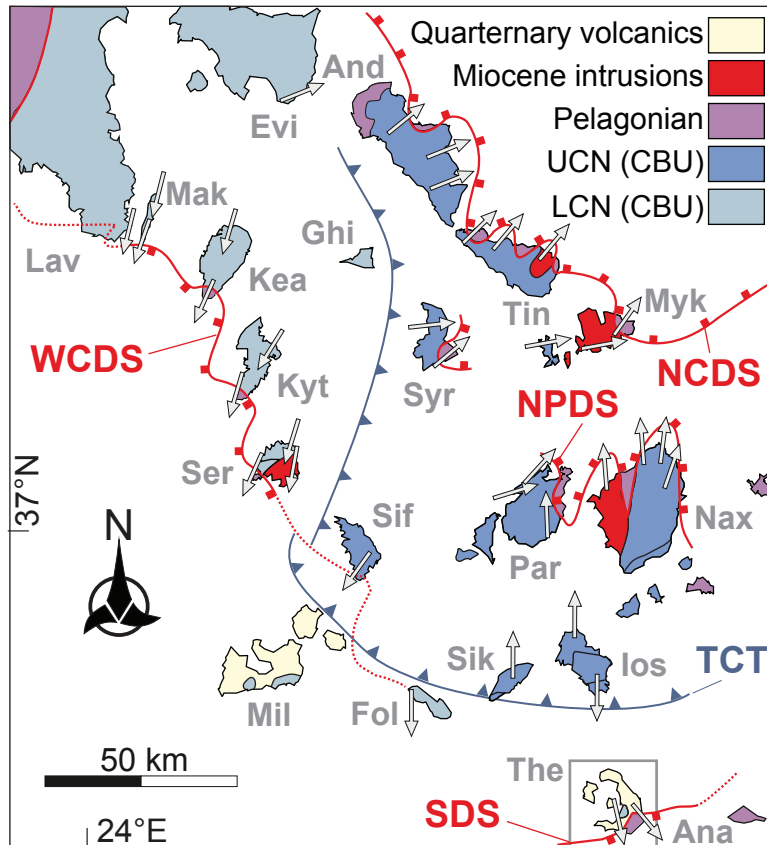 Quarternary volcanics
Miocene intrusions
Pelagonian
UCN (CBU)
LCN (CBU)
And
Evi
Mak
Lav
Kea
Ghi
Tin
Myk
WCDS
Syr
NCDS
Kyt
NPDS
Ser
37°N
Sif
Nax
Par
N
Sik
Ios
TCT
Mil
Fol
50 km
The
SDS
Ana
24°E